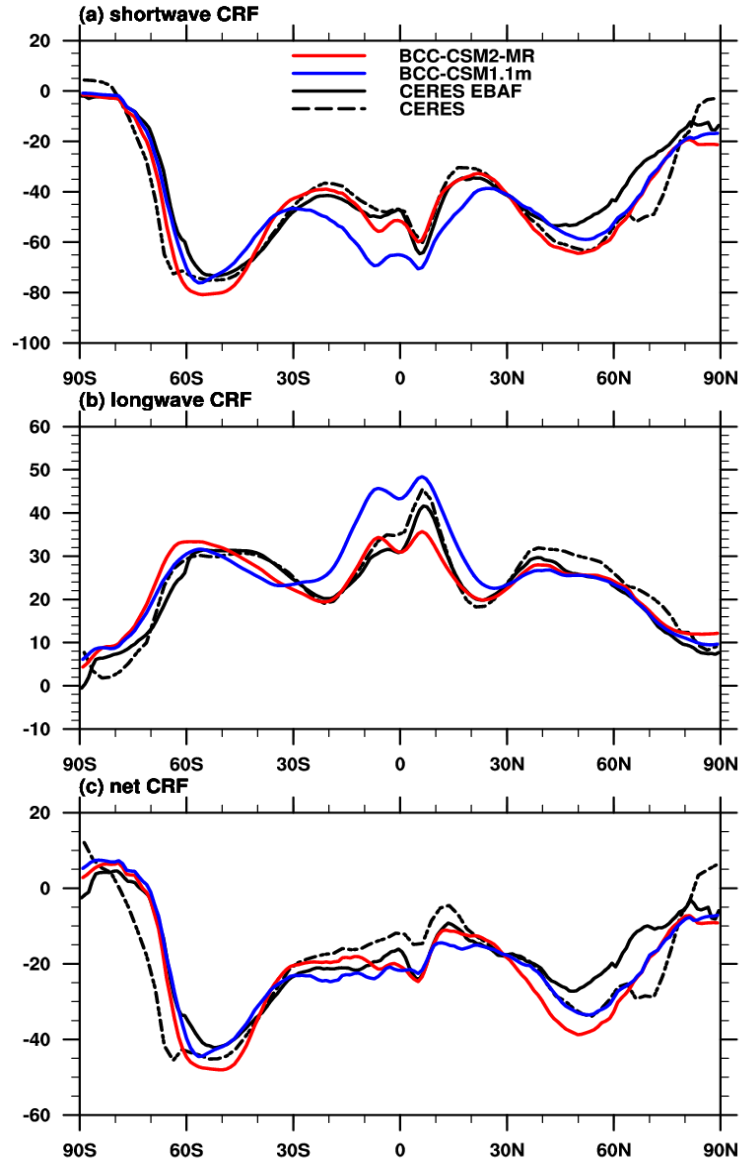 (a) shortwave CRF
20
0
-20
-40
-60
-80
-100
BCC-CSM2-MR
BCC-CSM1.1m
CERES EBAF
CERES
90S 60S 30S 0 30N 60N 90N
(b) longwave CRF
60
50
40
30
20
10
0
-10
90S 60S 30S 0 30N 60N 90N
(c) net CRF
20
0
-20
-40
-60
90S 60S 30S 0 30N 60N 90N